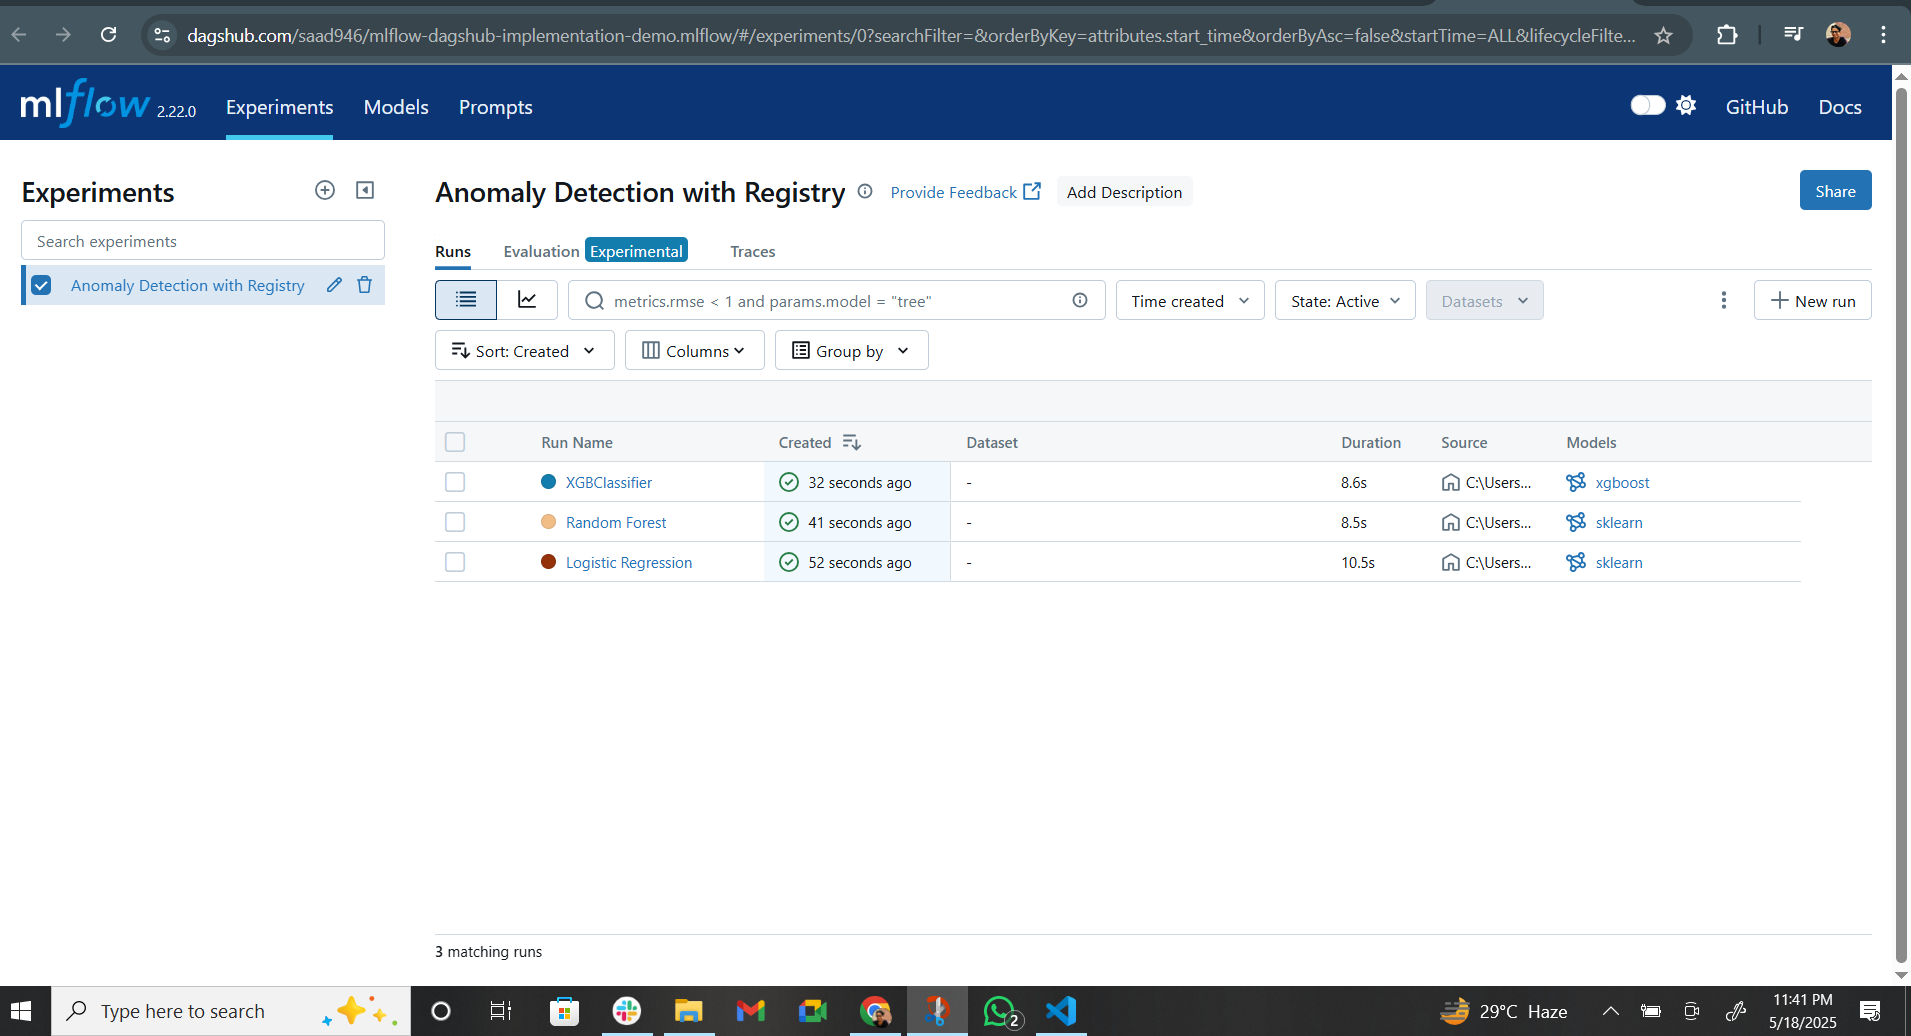 dagshub.com/saad946/mlflow-dagshub-implementation-demo.mlflow/#/experiments/0?searchFilter=&orderByKey=attributes.start_time&orderByAsc=false&startTime=ALL&lifecycleFilte...
mlflow 2.22.0 Experiments Models Prompts GitHub Docs
Experiments
Search experiments
Anomaly Detection with Registry
Anomaly Detection with Registry Provide Feedback Add Description Share
Runs Evaluation Experimental Traces
metrics.rmse < 1 and params.model = "tree" Time created State: Active Datasets New run
Sort: Created Columns Group by
Run Name Created Dataset Duration Source Models
XGBClassifier 32 seconds ago - 8.6s C:\Users... xgboost
Random Forest 41 seconds ago - 8.5s C:\Users... sklearn
Logistic Regression 52 seconds ago - 10.5s C:\Users... sklearn
3 matching runs
Type here to search 2 29°C Haze 11:41 PM
5/18/2025